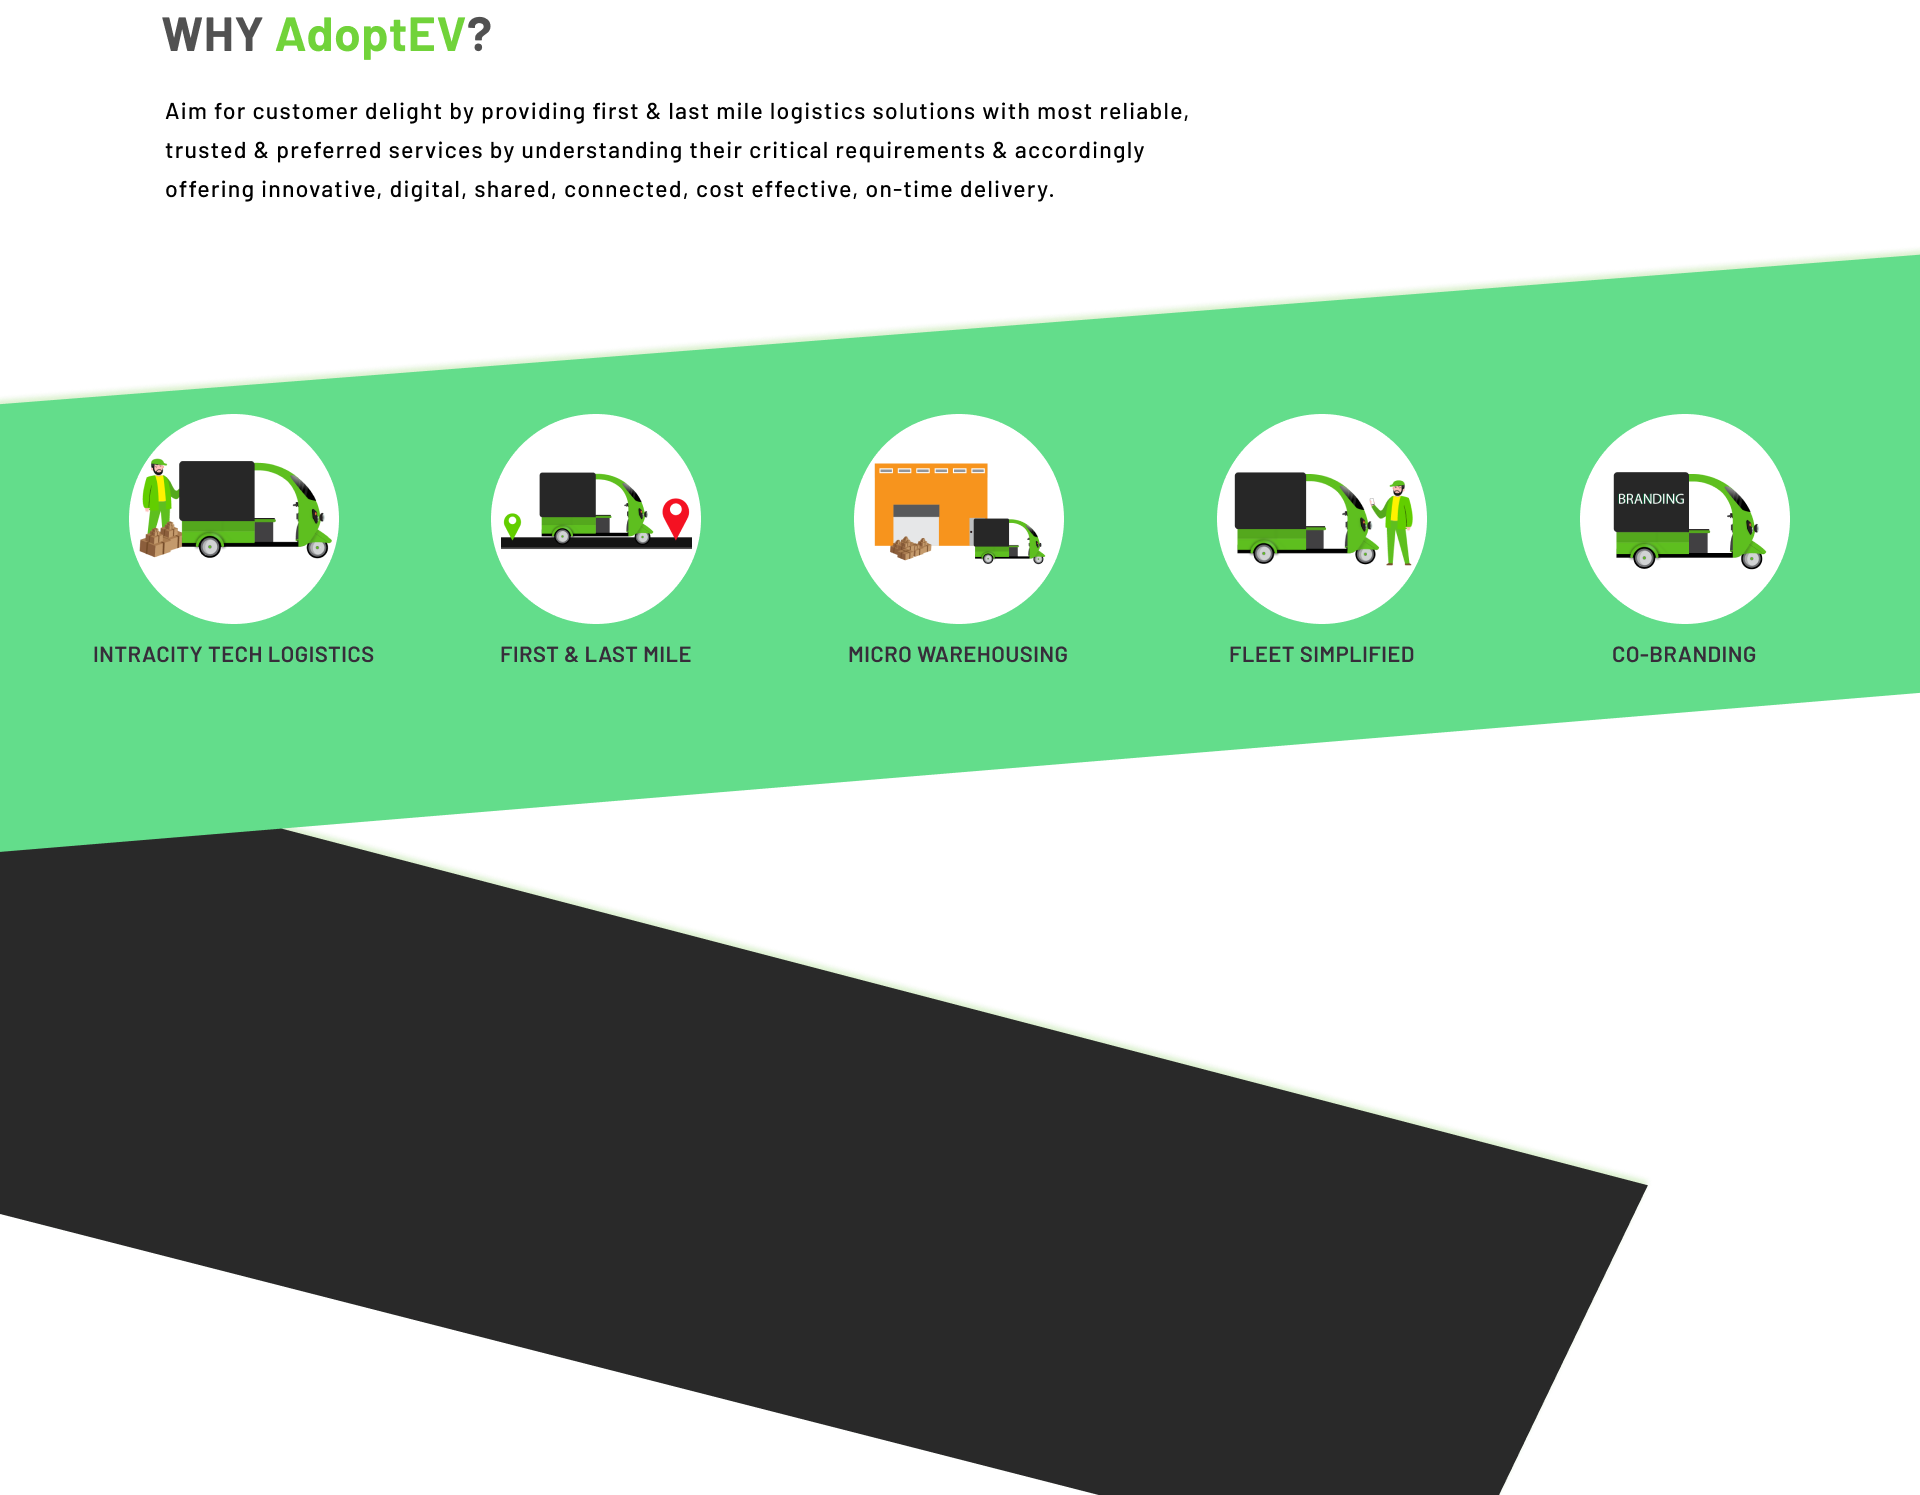 WHY AdoptEV?
Aim for customer delight by providing first & last mile logistics solutions with most reliable,
trusted & preferred services by understanding their critical requirements & accordingly
offering innovative, digital, shared, connected, cost effective, on-time delivery.
BRANDING
INTRACITY TECH LOGISTICS
FIRST & LAST MILE
MICRO WAREHOUSING
FLEET SIMPLIFIED
CO-BRANDING